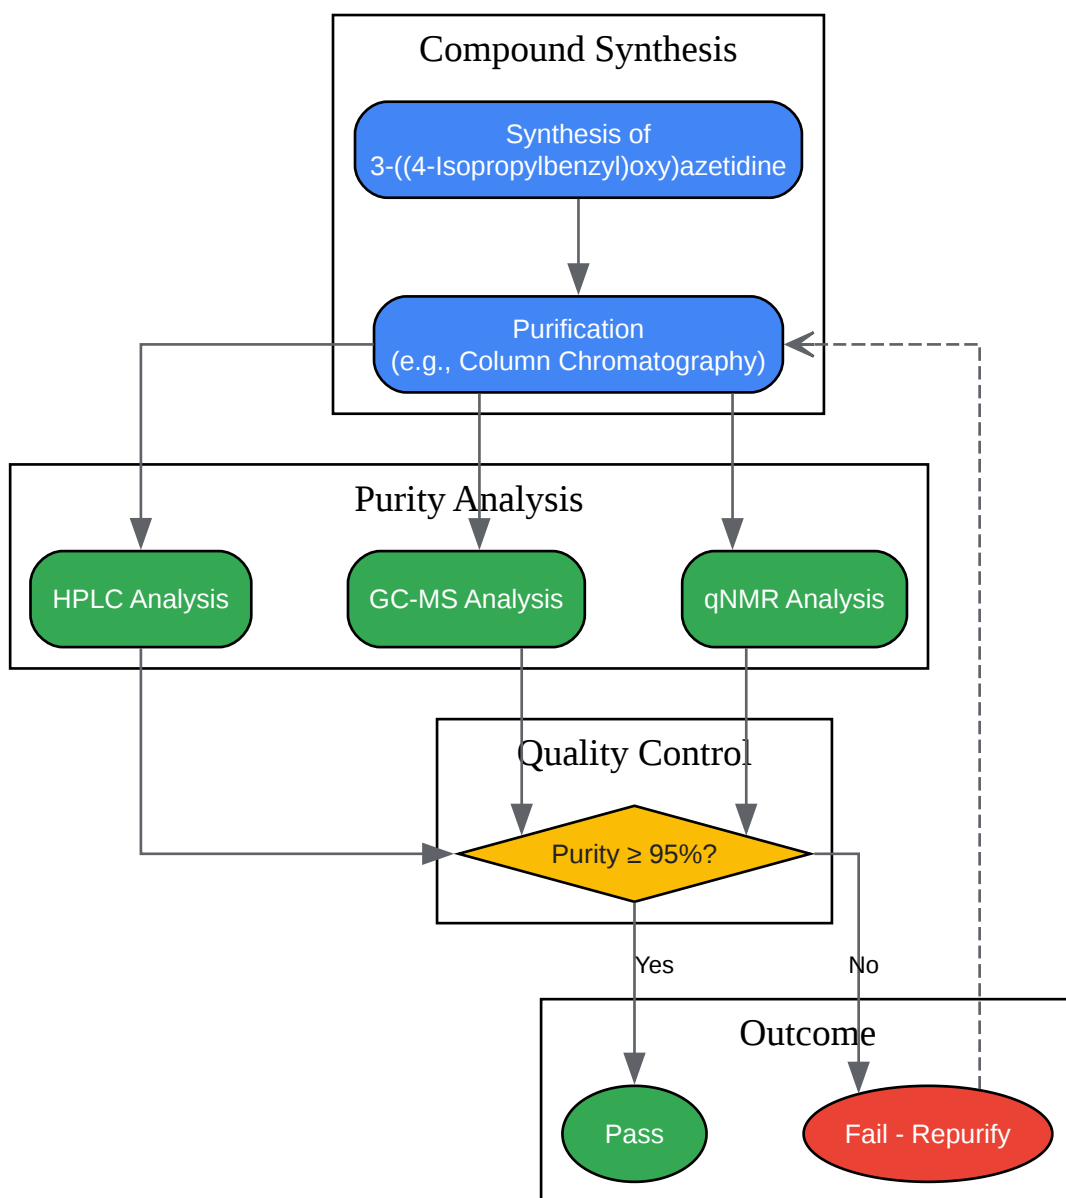 Compound Synthesis
Synthesis of
3-((4-Isopropylbenzyl)oxy)azetidine
Purification
(e.g., Column Chromatography)
Purity Analysis
HPLC Analysis
GC-MS Analysis
qNMR Analysis
Quality Control
Purity ≥ 95%?
Yes
No
Outcome
Pass
Fail - Repurify